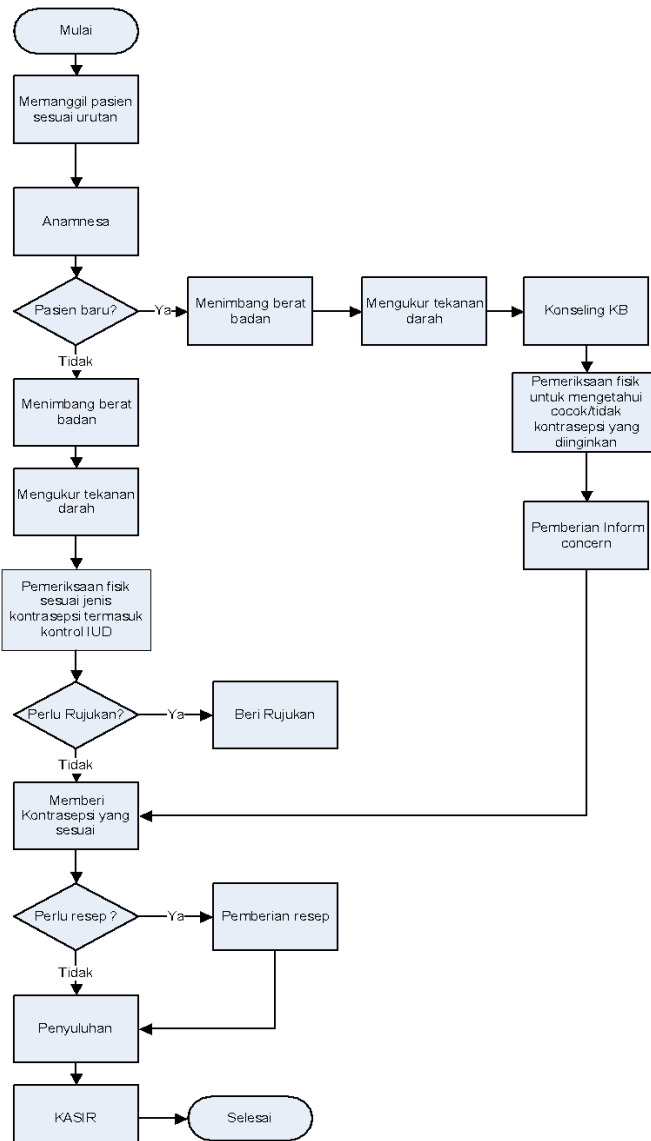 Mulai
Memanggil pasien
sesuai urutan
Anamnesa
Pasien baru?
Ya
Menimbang berat
badan
Mengukur tekanan
darah
Konseling KB
Pemeriksaan fisik
untuk mengetahui
cocok/tidak
kontrasepsi yang
diinginkan
Pemberian Inform
concern
Tidak
Menimbang berat
badan
Mengukur tekanan
darah
Pemeriksaan fisik
sesuai jenis
kontrasepsi termasuk
kontrol IUD
Perlu Rujukan?
Ya
Beri Rujukan
Tidak
Memberi
Kontrasepsi yang
sesuai
Perlu resep ?
Ya
Pemberian resep
Tidak
Penyuluhan
KASIR
Selesai